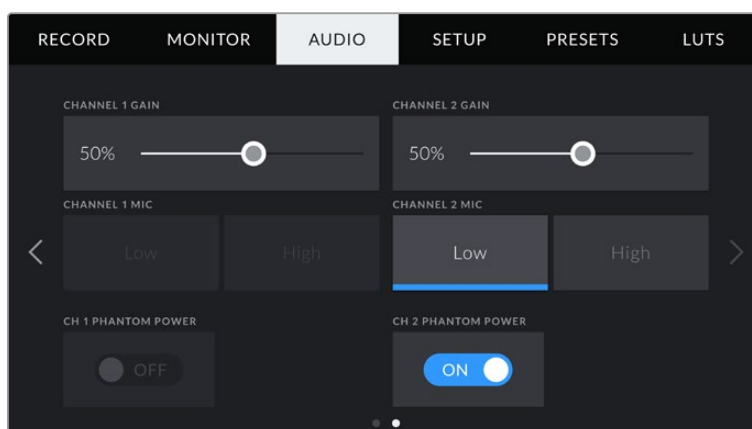 RECORD MONITOR AUDIO SETUP PRESETS LUTS
CHANNEL 1 GAIN CHANNEL 2 GAIN
50% 50%
CHANNEL 1 MIC CHANNEL 2 MIC
Low High Low High
CH 1 PHANTOM POWER CH 2 PHANTOM POWER
OFF ON